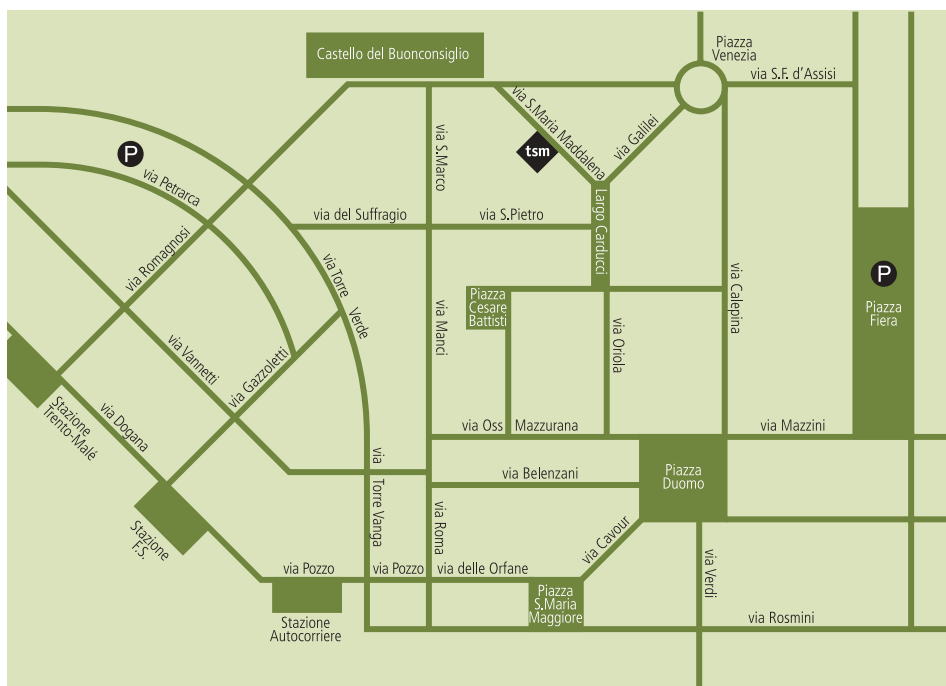 Piazza
Venezia
Castello del Buonconsiglio
via S.F. d'Assisi
via S.Maria Maddalena
via Galilei
via S.Marco
tsm
P
via Petrarca
Largo Carducci
via del Suffragio
via S.Pietro
via Romagnosi
via Torre
Verde
via Calepina
P
Piazza
Fiera
Piazza
Cesare
Battisti
via Manci
via Oriola
via Vannetti
via Gazzoletti
Stazione
Trento-Malé
via Dogana
via Oss
Mazzurana
via Mazzini
via
Torre Vanga
via Belenzani
Piazza
Duomo
Stazione
F.S.
via Roma
via Cavour
via Verdi
via Pozzo
via Pozzo
via delle Orfane
Piazza
S.Maria
Maggiore
Stazione
Autocorriere
via Rosmini